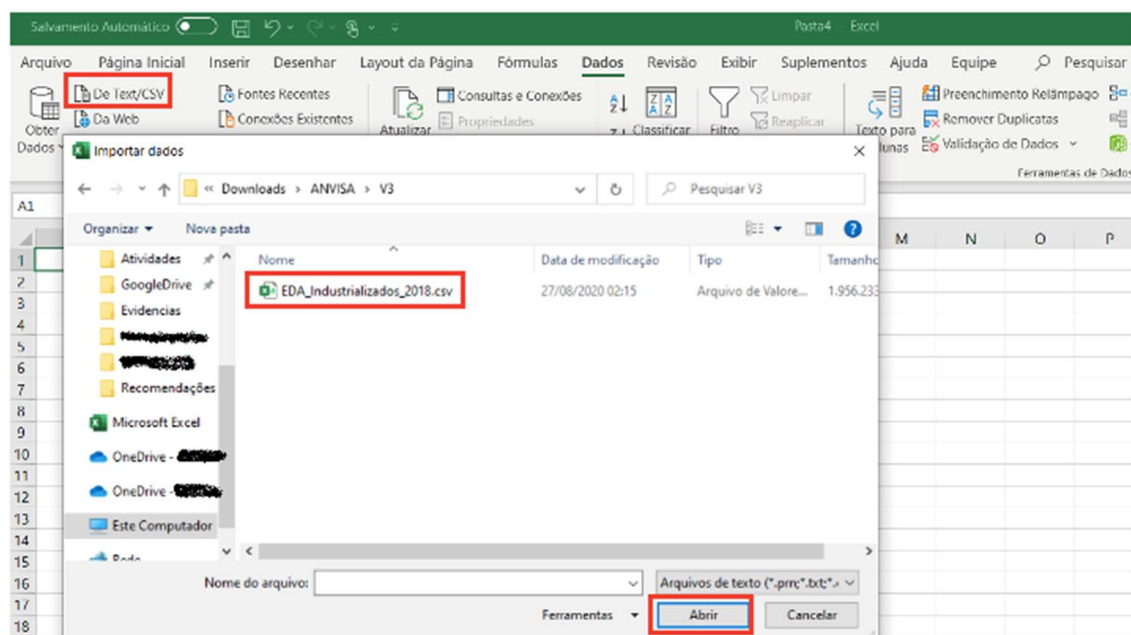 Salvamento Automático
Pasta4 - Excel
Arquivo Página Inicial Inserir Desenhar Layout da Página Fórmulas Dados Revisão Exibir Suplementos Ajuda Equipe Pesquisar
De Text/CSV Fontes Recentes Consultas e Conexões Limpar Preenchimento Relâmpago
Obter Dados Da Web Conexões Existentes Atualizar Propriedades Classificar Filtro Reaplicar Texto para Remover Duplicatas
lunas Validação de Dados
Ferramentas de Dados
Importar dados
Downloads > ANVISA > V3
Pesquisar V3
A1
Organizar Nova pasta
M N O P
Atividades
Nome Data de modificação Tipo Tamanho
GoogleDrive
EDA_Industrializados_2018.csv 27/08/2020 02:15 Arquivo de Valore... 1.956.233
Evidencias
Recomendações
Microsoft Excel
OneDrive -
OneDrive -
Este Computador
Rede
1
2
3
4
5
6
7
8
9
10
11
12
13
14
15
16
17
18
Nome do arquivo:
Arquivos de texto (*.prn;*.txt;*.
Ferramentas Abrir Cancelar